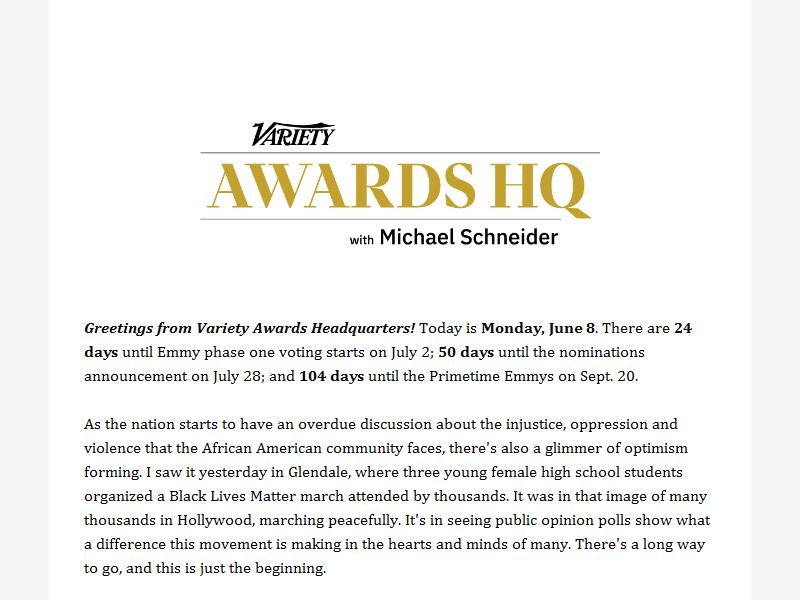 VARIETY
AWARDS HQ
with Michael Schneider
Greetings from Variety Awards Headquarters! Today is Monday, June 8. There are 24
days until Emmy phase one voting starts on July 2; 50 days until the nominations
announcement on July 28; and 104 days until the Primetime Emmys on Sept. 20.
As the nation starts to have an overdue discussion about the injustice, oppression and
violence that the African American community faces, there's also a glimmer of optimism
forming. I saw it yesterday in Glendale, where three young female high school students
organized a Black Lives Matter march attended by thousands. It was in that image of many
thousands in Hollywood, marching peacefully. It's in seeing public opinion polls show what
a difference this movement is making in the hearts and minds of many. There's a long way
to go, and this is just the beginning.